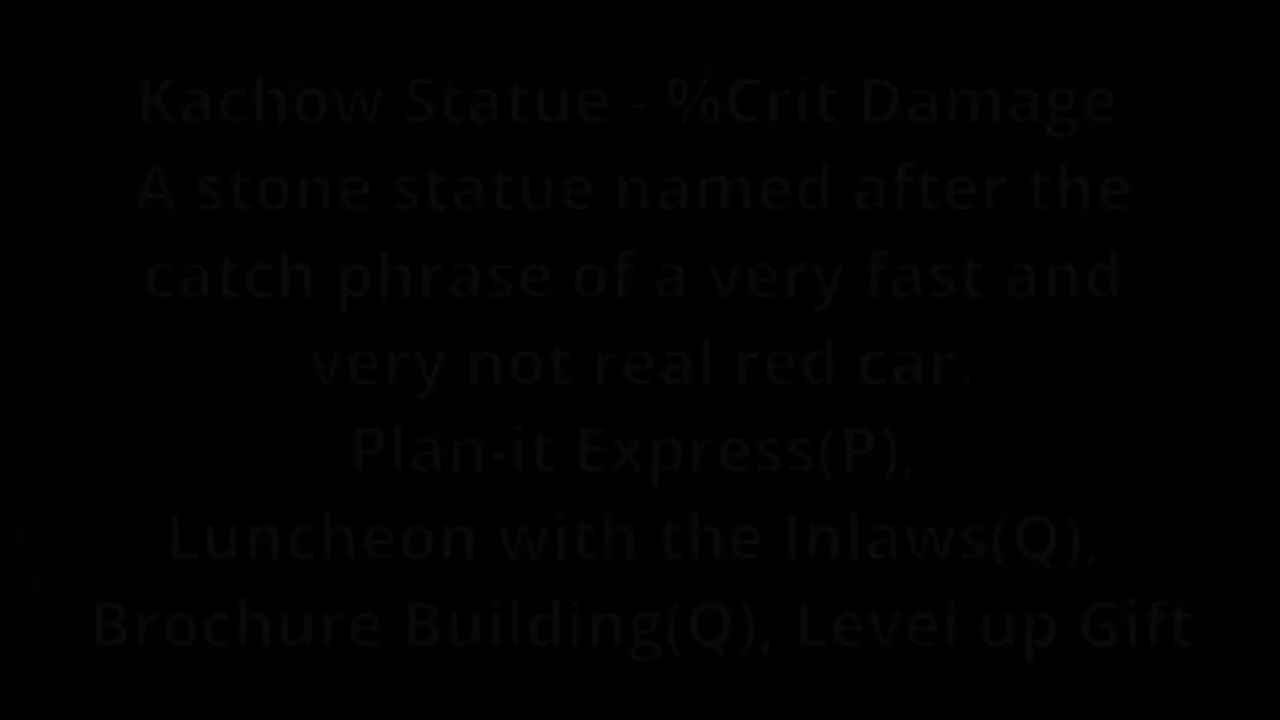 Kachow Statue - %Crit Damage
A stone statue named after the
catch phrase of a very fast and
very not real red car.
Plan-it Express(P),
Luncheon with the Inlaws(Q),
Brochure Building(Q), Level up Gift